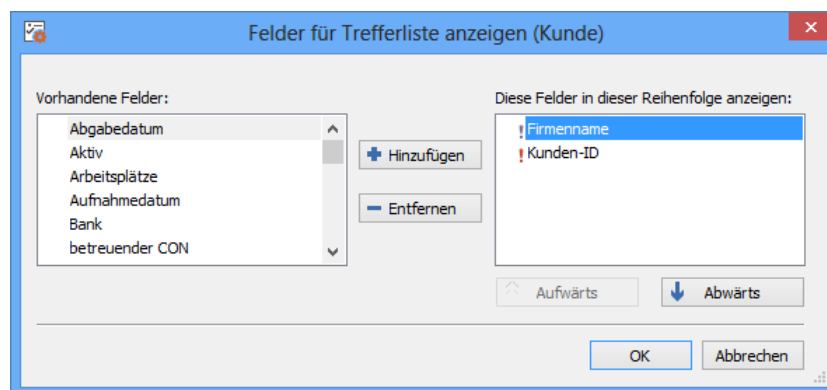 Felder für Trefferliste anzeigen (Kunde)
Vorhandene Felder:
Diese Felder in dieser Reihenfolge anzeigen:
Abgabedatum
Aktiv
Arbeitsplätze
Aufnahmedatum
Bank
betreuender CON
Hinzufügen
Entfernen
Firmenname
Kunden-ID
Aufwärts
Abwärts
OK
Abbrechen